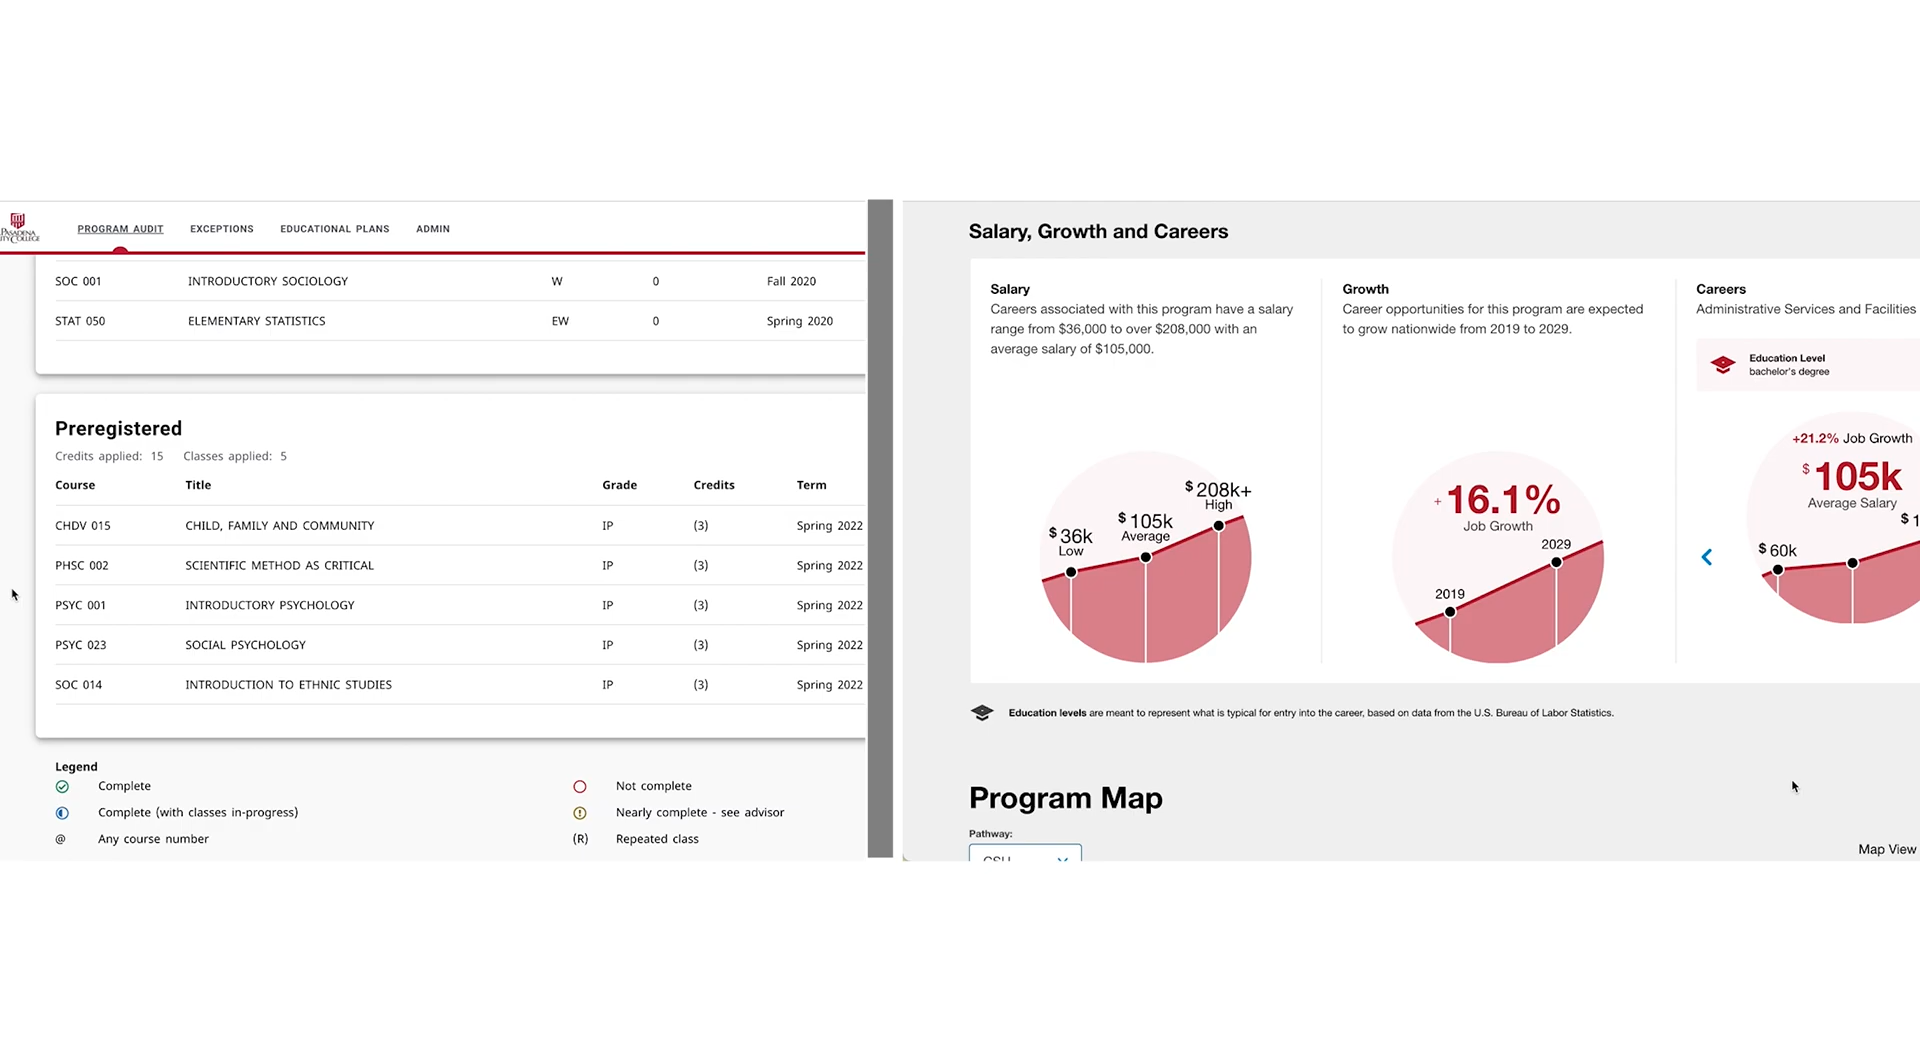 PASADENA
ITY COLLEGE
PROGRAM AUDIT
EXCEPTIONS
EDUCATIONAL PLANS
ADMIN
SOC 001 INTRODUCTORY SOCIOLOGY W 0 Fall 2020
STAT 050 ELEMENTARY STATISTICS EW 0 Spring 2020
Preregistered
Credits applied: 15 Classes applied: 5
Course Title Grade Credits Term
CHDV 015 CHILD, FAMILY AND COMMUNITY IP (3) Spring 2022
PHSC 002 SCIENTIFIC METHOD AS CRITICAL IP (3) Spring 2022
PSYC 001 INTRODUCTORY PSYCHOLOGY IP (3) Spring 2022
PSYC 023 SOCIAL PSYCHOLOGY IP (3) Spring 2022
SOC 014 INTRODUCTION TO ETHNIC STUDIES IP (3) Spring 2022
Legend
Complete
Not complete
Complete (with classes in-progress)
Nearly complete - see advisor
@ Any course number
(R) Repeated class
Salary, Growth and Careers
Salary
Careers associated with this program have a salary
range from $36,000 to over $208,000 with an
average salary of $105,000.
$36k
Low
$105k
Average
$208k+
High
Growth
Career opportunities for this program are expected
to grow nationwide from 2019 to 2029.
+16.1%
Job Growth
2019
2029
Careers
Administrative Services and Facilities
Education Level
bachelor's degree
+21.2% Job Growth
$105k
Average Salary
$60k
$1
Education levels are meant to represent what is typical for entry into the career, based on data from the U.S. Bureau of Labor Statistics.
Program Map
Pathway:
CSU
Map View